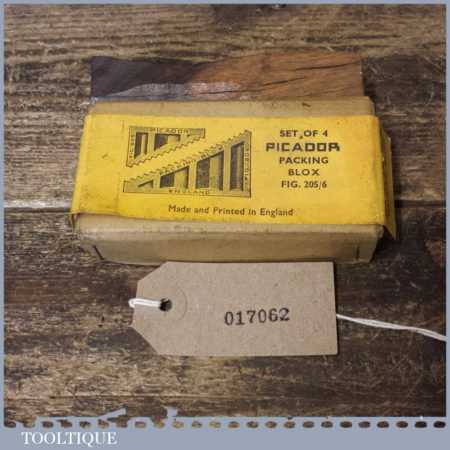 SET OF 4
PICADOR
PACKING
BLOX
FIG. 205/6
PICADOR
ENGLAND
Made and Printed in England
017062
TOOLTIQUE